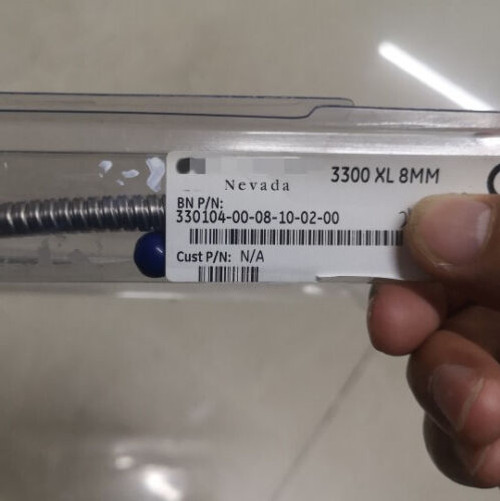 Nevada
3300 XL 8MM
BN P/N:
330104-00-08-10-02-00
Cust P/N: N/A